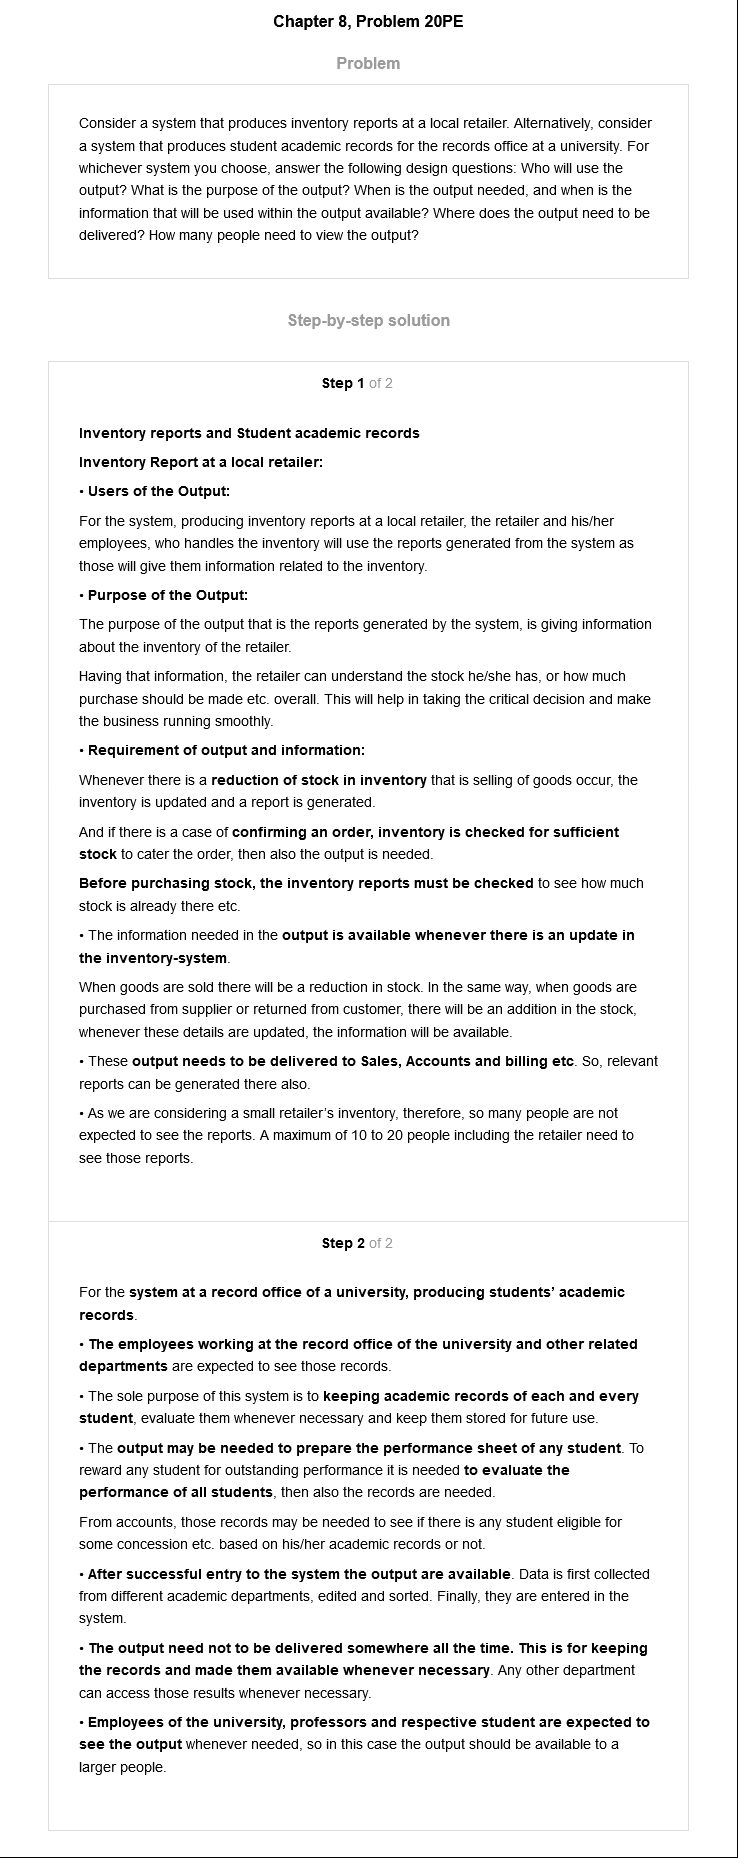 Chapter 8, Problem 20PE
Problem
Consider a system that produces inventory reports at a local retailer. Alternatively, consider
a system that produces student academic records for the records office at a university. For
whichever system you choose, answer the following design questions: Who will use the
output? What is the purpose of the output? When is the output needed, and when is the
information that will be used within the output available? Where does the output need to be
delivered? How many people need to view the output?
Step-by-step solution
Step 1 of 2
Inventory reports and Student academic records
Inventory Report at a local retailer:
• Users of the Output:
For the system, producing inventory reports at a local retailer, the retailer and his/her
employees, who handles the inventory will use the reports generated from the system as
those will give them information related to the inventory.
• Purpose of the Output:
The purpose of the output that is the reports generated by the system, is giving information
about the inventory of the retailer.
Having that information, the retailer can understand the stock he/she has, or how much
purchase should be made etc. overall. This will help in taking the critical decision and make
the business running smoothly.
• Requirement of output and information:
Whenever there is a reduction of stock in inventory that is selling of goods occur, the
inventory is updated and a report is generated.
And if there is a case of confirming an order, inventory is checked for sufficient
stock to cater the order, then also the output is needed.
Before purchasing stock, the inventory reports must be checked to see how much
stock is already there etc.
• The information needed in the output is available whenever there is an update in
the inventory-system.
When goods are sold there will be a reduction in stock. In the same way, when goods are
purchased from supplier or returned from customer, there will be an addition in the stock,
whenever these details are updated, the information will be available.
• These output needs to be delivered to Sales, Accounts and billing etc. So, relevant
reports can be generated there also.
• As we are considering a small retailer's inventory, therefore, so many people are not
expected to see the reports. A maximum of 10 to 20 people including the retailer need to
see those reports.
Step 2 of 2
For the system at a record office of a university, producing students' academic
records.
• The employees working at the record office of the university and other related
departments are expected to see those records.
• The sole purpose of this system is to keeping academic records of each and every
student, evaluate them whenever necessary and keep them stored for future use.
• The output may be needed to prepare the performance sheet of any student. To
reward any student for outstanding performance it is needed to evaluate the
performance of all students, then also the records are needed.
From accounts, those records may be needed to see if there is any student eligible for
some concession etc. based on his/her academic records or not.
• After successful entry to the system the output are available. Data is first collected
from different academic departments, edited and sorted. Finally, they are entered in the
system.
• The output need not to be delivered somewhere all the time. This is for keeping
the records and made them available whenever necessary. Any other department
can access those results whenever necessary.
• Employees of the university, professors and respective student are expected to
see the output whenever needed, so in this case the output should be available to a
larger people.